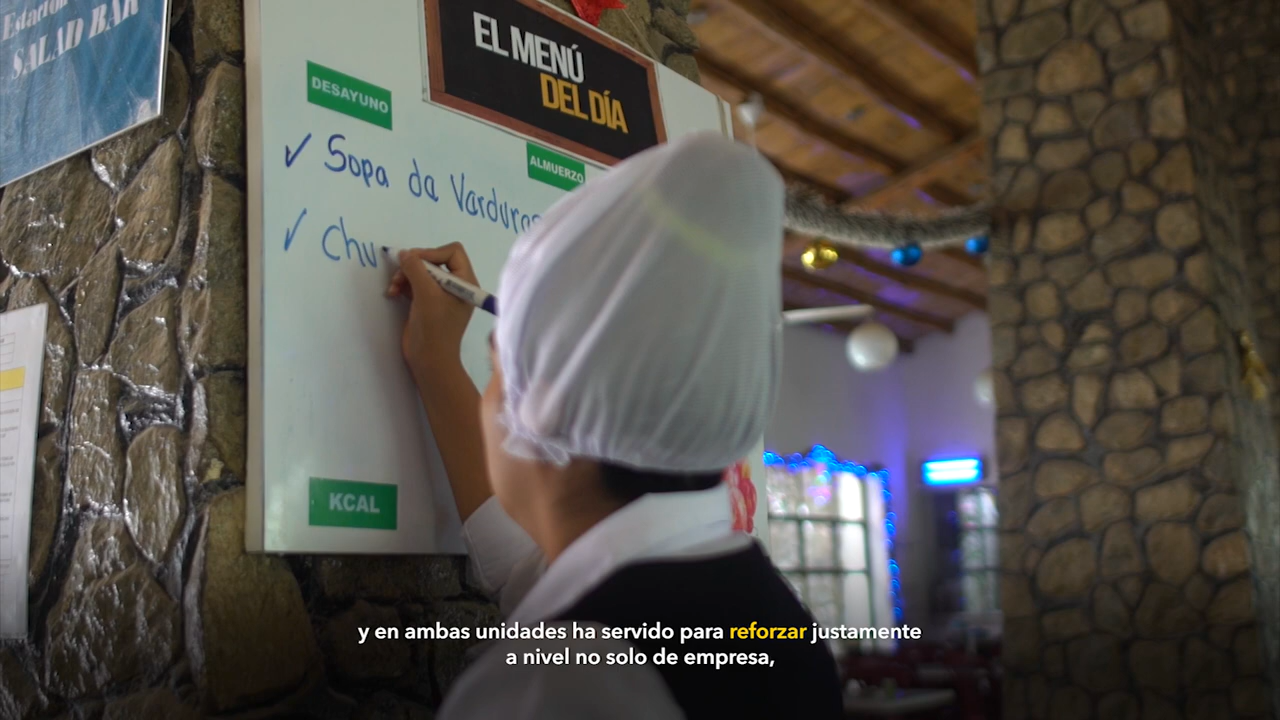 Estación
SALAD BAR
EL MENÚ
DEL DÍA
DESAYUNO
ALMUERZO
✓ Sopa da Varduras
✓ Chu
KCAL
y en ambas unidades ha servido para reforzar justamente
a nivel no solo de empresa,